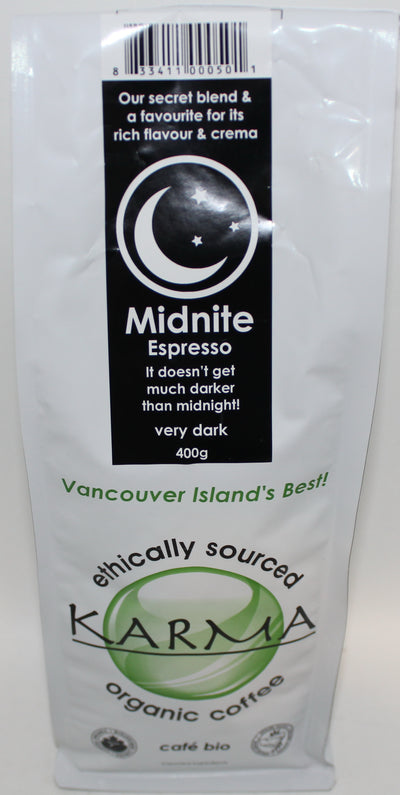 8 33411 00050 1
Our secret blend &
a favourite for its
rich flavour & crema
Midnite
Espresso
It doesn't get
much darker
than midnight!
very dark
400g
Vancouver Island's Best!
ethically sourced
KARMA
organic coffee
café bio